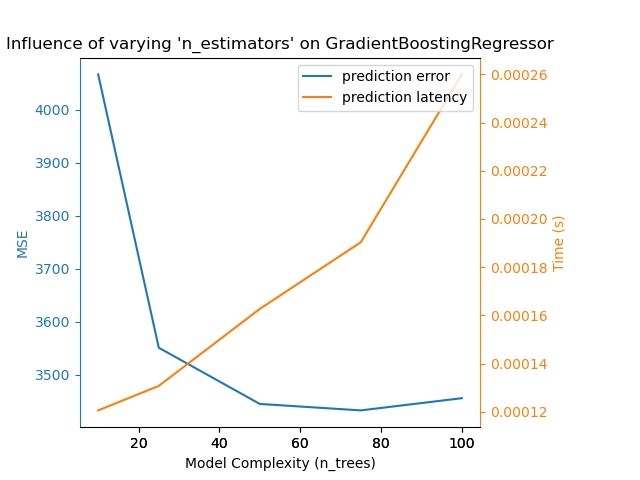 Influence of varying 'n_estimators' on GradientBoostingRegressor
prediction error
prediction latency
4000
3900
3800
3700
3600
3500
MSE
0.00026
0.00024
0.00022
0.00020
0.00018
0.00016
0.00014
0.00012
Time (s)
20 40 60 80 100
Model Complexity (n_trees)